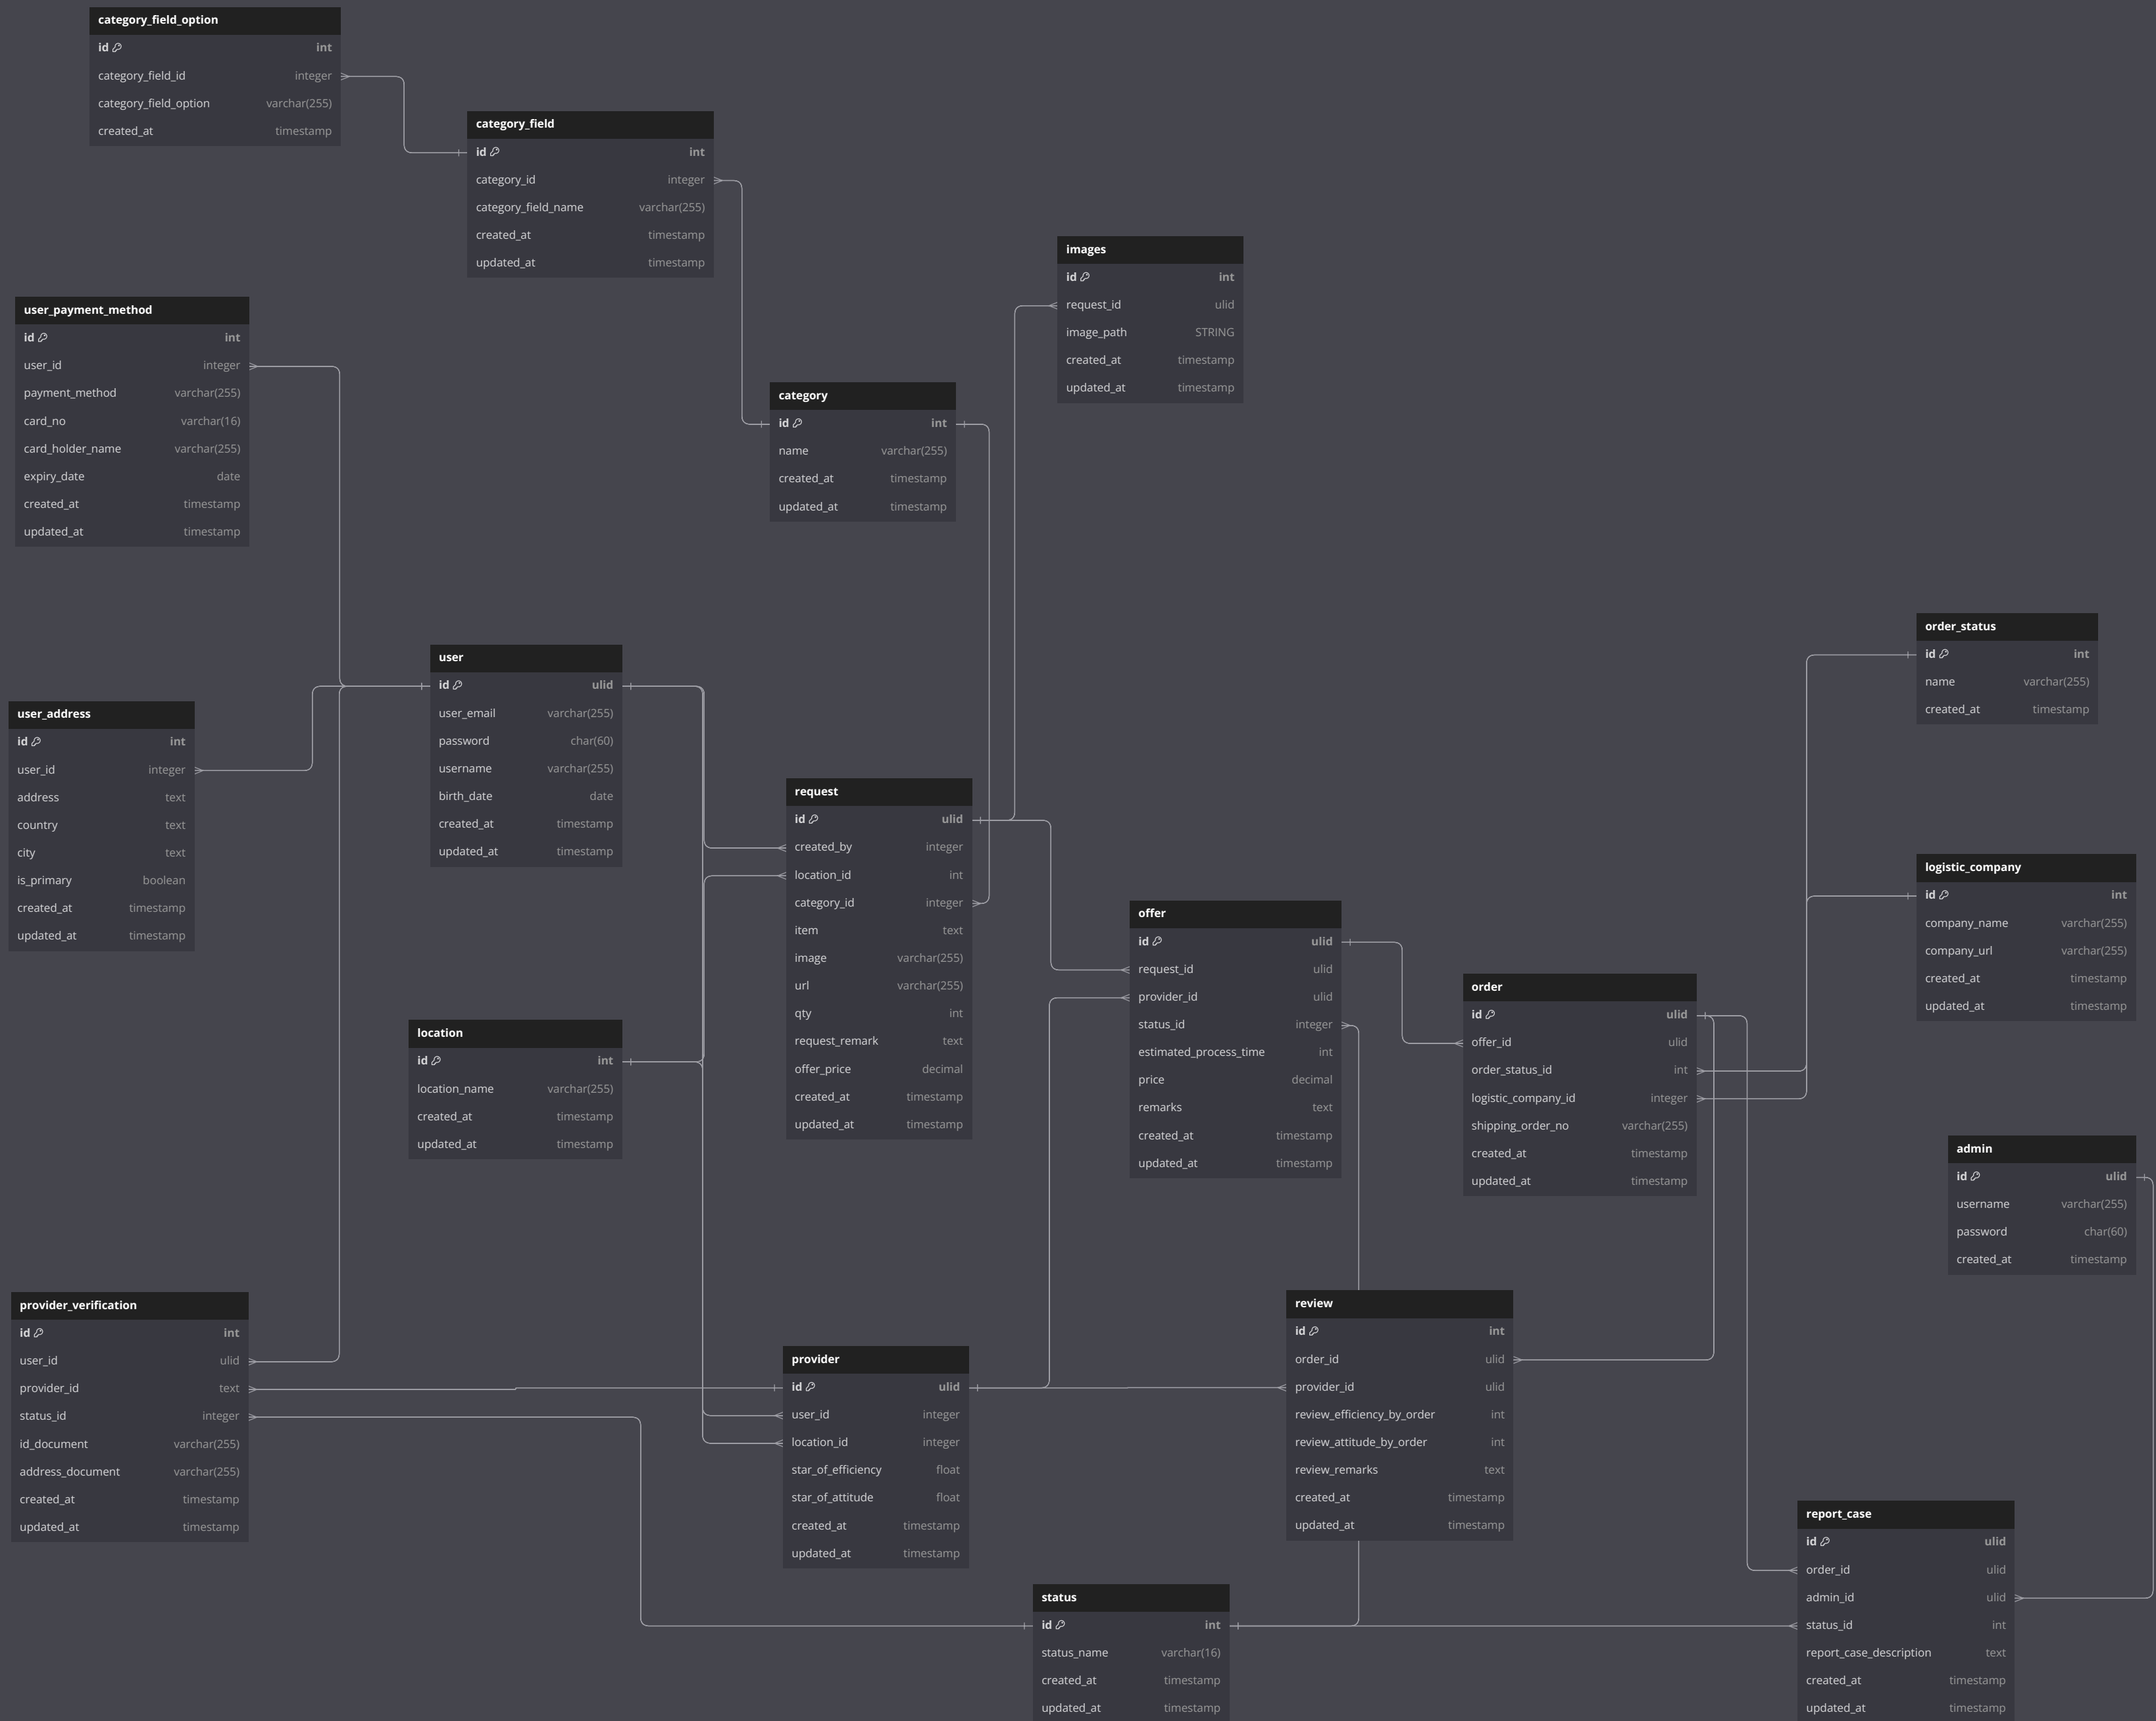 category_field_option
id int
category_field_id integer
category_field_option varchar(255)
created_at timestamp
category_field
id int
category_id integer
category_field_name varchar(255)
created_at timestamp
updated_at timestamp
images
id int
request_id ulid
image_path STRING
created_at timestamp
updated_at timestamp
user_payment_method
id int
user_id integer
payment_method varchar(255)
card_no varchar(16)
card_holder_name varchar(255)
expiry_date date
created_at timestamp
updated_at timestamp
category
id int
name varchar(255)
created_at timestamp
updated_at timestamp
order_status
id int
name varchar(255)
created_at timestamp
user
id ulid
user_email varchar(255)
password char(60)
username varchar(255)
birth_date date
created_at timestamp
updated_at timestamp
user_address
id int
user_id integer
address text
country text
city text
is_primary boolean
created_at timestamp
updated_at timestamp
request
id ulid
created_by integer
location_id int
category_id integer
item text
image varchar(255)
url varchar(255)
qty int
request_remark text
offer_price decimal
created_at timestamp
updated_at timestamp
logistic_company
id int
company_name varchar(255)
company_url varchar(255)
created_at timestamp
updated_at timestamp
offer
id ulid
request_id ulid
provider_id ulid
status_id integer
estimated_process_time int
price decimal
remarks text
created_at timestamp
updated_at timestamp
order
id ulid
offer_id ulid
order_status_id int
logistic_company_id integer
shipping_order_no varchar(255)
created_at timestamp
updated_at timestamp
location
id int
location_name varchar(255)
created_at timestamp
updated_at timestamp
admin
id ulid
username varchar(255)
password char(60)
created_at timestamp
provider_verification
id int
user_id ulid
provider_id text
status_id integer
id_document varchar(255)
address_document varchar(255)
created_at timestamp
updated_at timestamp
provider
id ulid
user_id integer
location_id integer
star_of_efficiency float
star_of_attitude float
created_at timestamp
updated_at timestamp
review
id int
order_id ulid
provider_id ulid
review_efficiency_by_order int
review_attitude_by_order int
review_remarks text
created_at timestamp
updated_at timestamp
report_case
id ulid
order_id ulid
admin_id ulid
status_id int
report_case_description text
created_at timestamp
updated_at timestamp
status
id int
status_name varchar(16)
created_at timestamp
updated_at timestamp